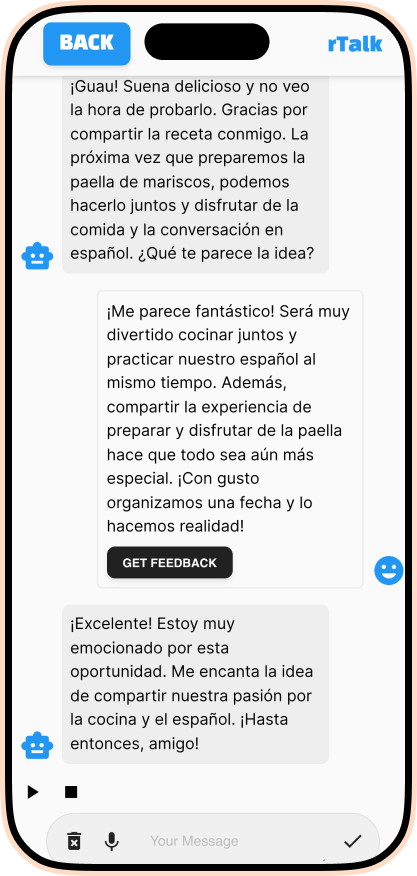 BACK
rTalk
¡Guau! Suena delicioso y no veo
la hora de probarlo. Gracias por
compartir la receta conmigo. La
próxima vez que preparemos la
paella de mariscos, podemos
hacerlo juntos y disfrutar de la
comida y la conversación en
español. ¿Qué te parece la idea?
¡Me parece fantástico! Será muy
divertido cocinar juntos y
practicar nuestro español al
mismo tiempo. Además,
compartir la experiencia de
preparar y disfrutar de la paella
hace que todo sea aún más
especial. ¡Con gusto
organizamos una fecha y lo
hacemos realidad!
GET FEEDBACK
¡Excelente! Estoy muy
emocionado por esta
oportunidad. Me encanta la idea
de compartir nuestra pasión por
la cocina y el español. ¡Hasta
entonces, amigo!
Your Message